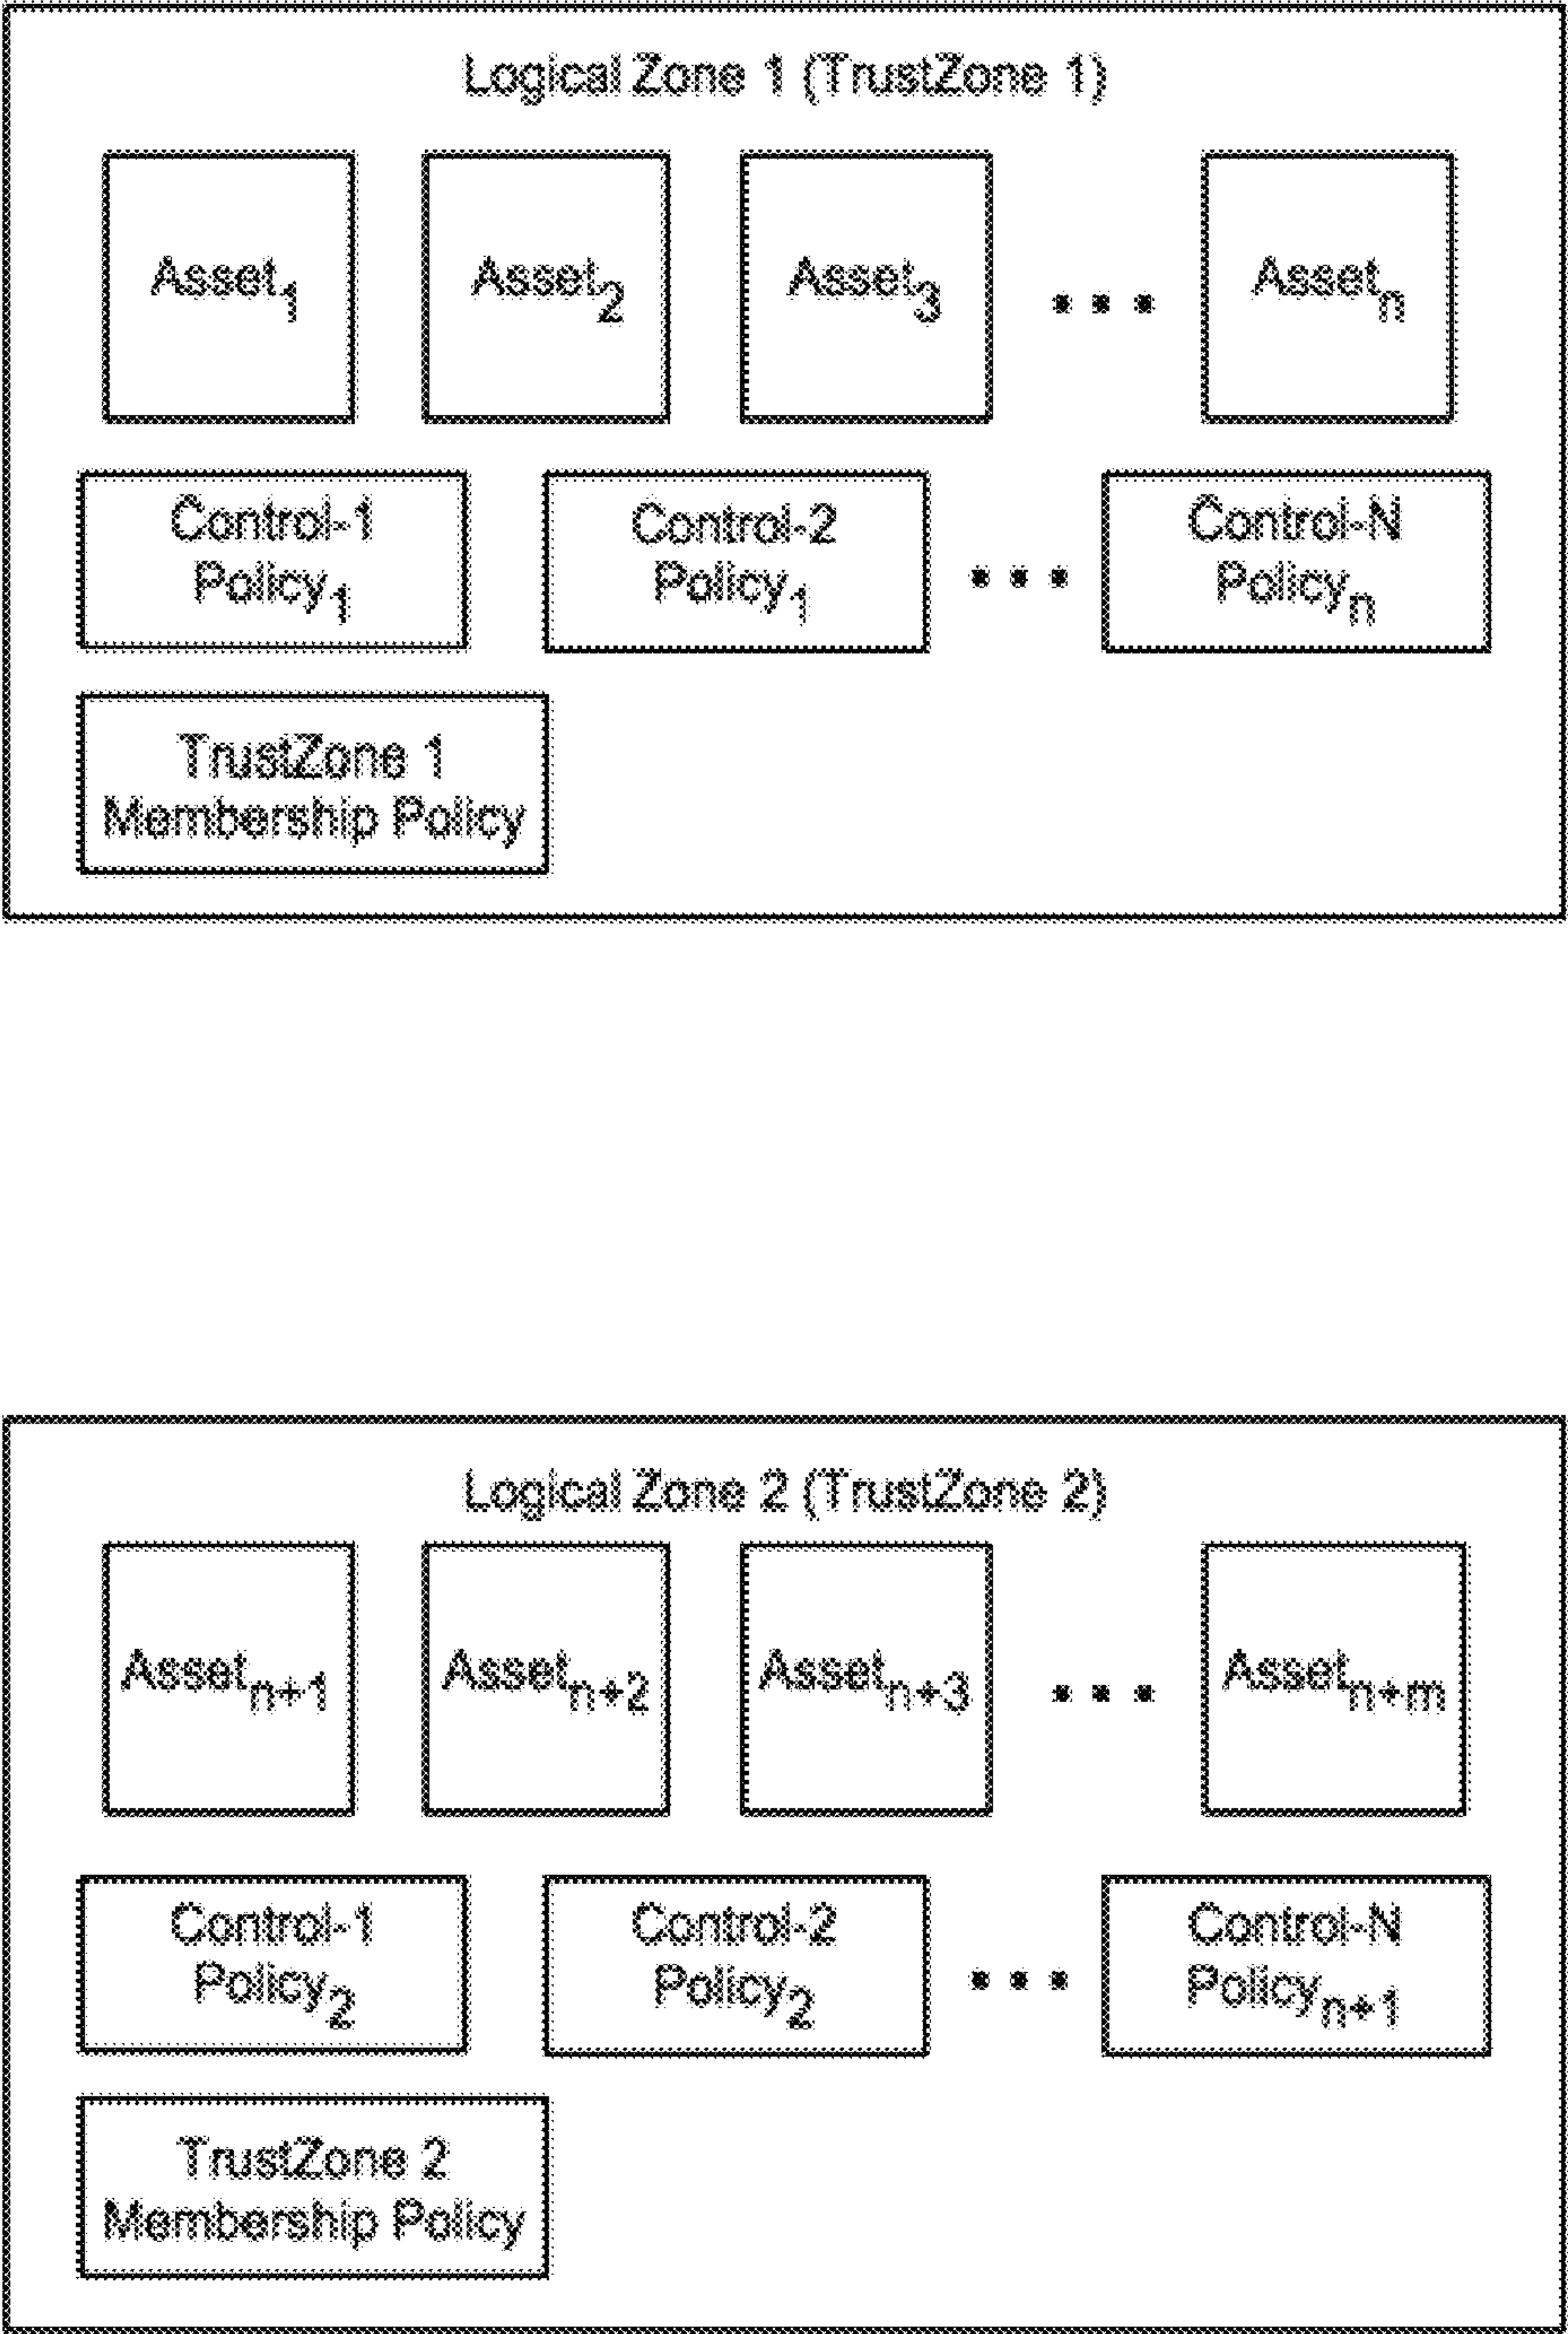 Logical Zone 1 (TrustZone 1)
Asset₁ Asset₂ Asset₃ ... Assetₙ
Control-1 Control-2 Control-N
Policy₁ Policy₁ ... Policyₙ
TrustZone 1
Membership Policy
Logical Zone 2 (TrustZone 2)
Assetₙ₊₁ Assetₙ₊₂ Assetₙ₊₃ ... Assetₙ₊ₘ
Control-1 Control-2 Control-N
Policy₂ Policy₂ ... Policyₙ₊₁
TrustZone 2
Membership Policy